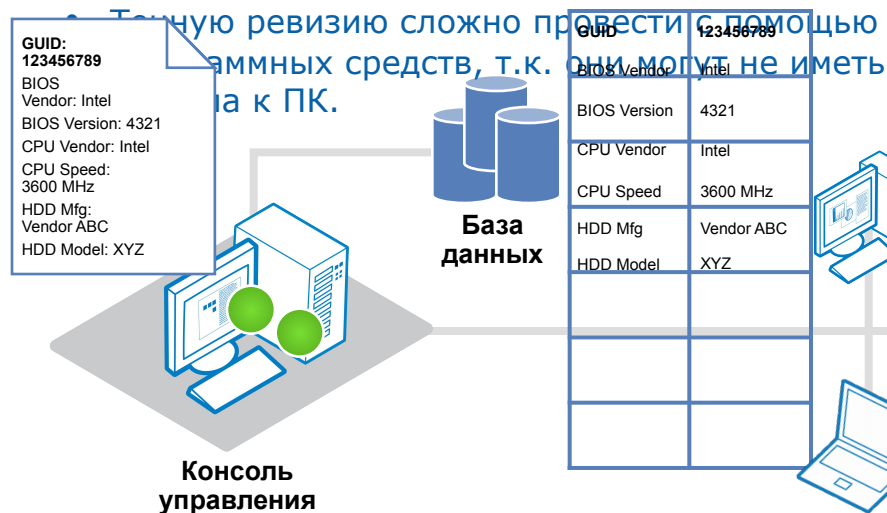 • Точную ревизию сложно провести с помощью
аммных средств, т.к. они могут не иметь
а к ПК.
GUID:
123456789
BIOS
Vendor: Intel
BIOS Version: 4321
CPU Vendor: Intel
CPU Speed:
3600 MHz
HDD Mfg:
Vendor ABC
HDD Model: XYZ
База
данных
GUID 123456789
BIOS Vendor Intel
BIOS Version 4321
CPU Vendor Intel
CPU Speed 3600 MHz
HDD Mfg Vendor ABC
HDD Model XYZ
Консоль
управления